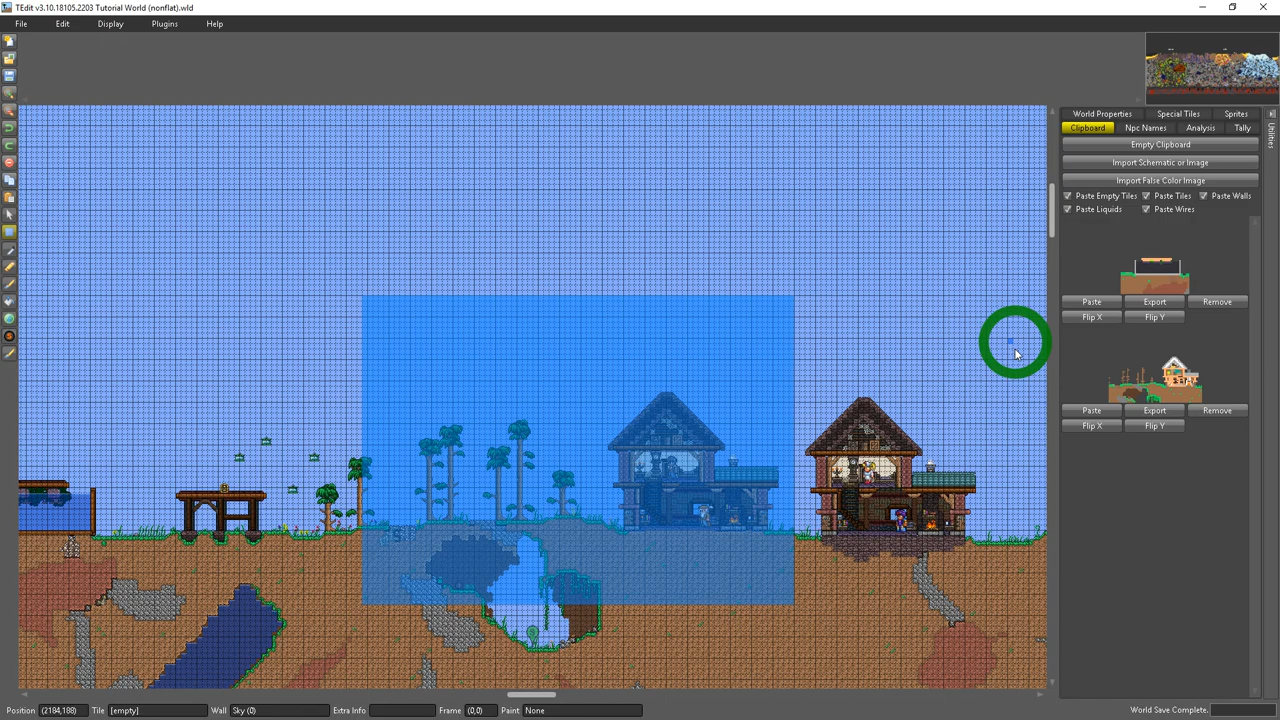 TEdit v3.10.18105.2203 Tutorial World (nonflat).wld
File Edit Display Plugins Help
World Properties Special Tiles Sprites
Clipboard Npc Names Analysis Tally
Utilities
Empty Clipboard
Import Schematic or Image
Import False Color Image
Paste Empty Tiles Paste Tiles Paste Walls
Paste Liquids Paste Wires
Paste Export Remove
Flip X Flip Y
Paste Export Remove
Flip X Flip Y
Position (2184,188) Tile [empty] Wall Sky (0) Extra Info Frame (0,0) Paint None World Save Complete.